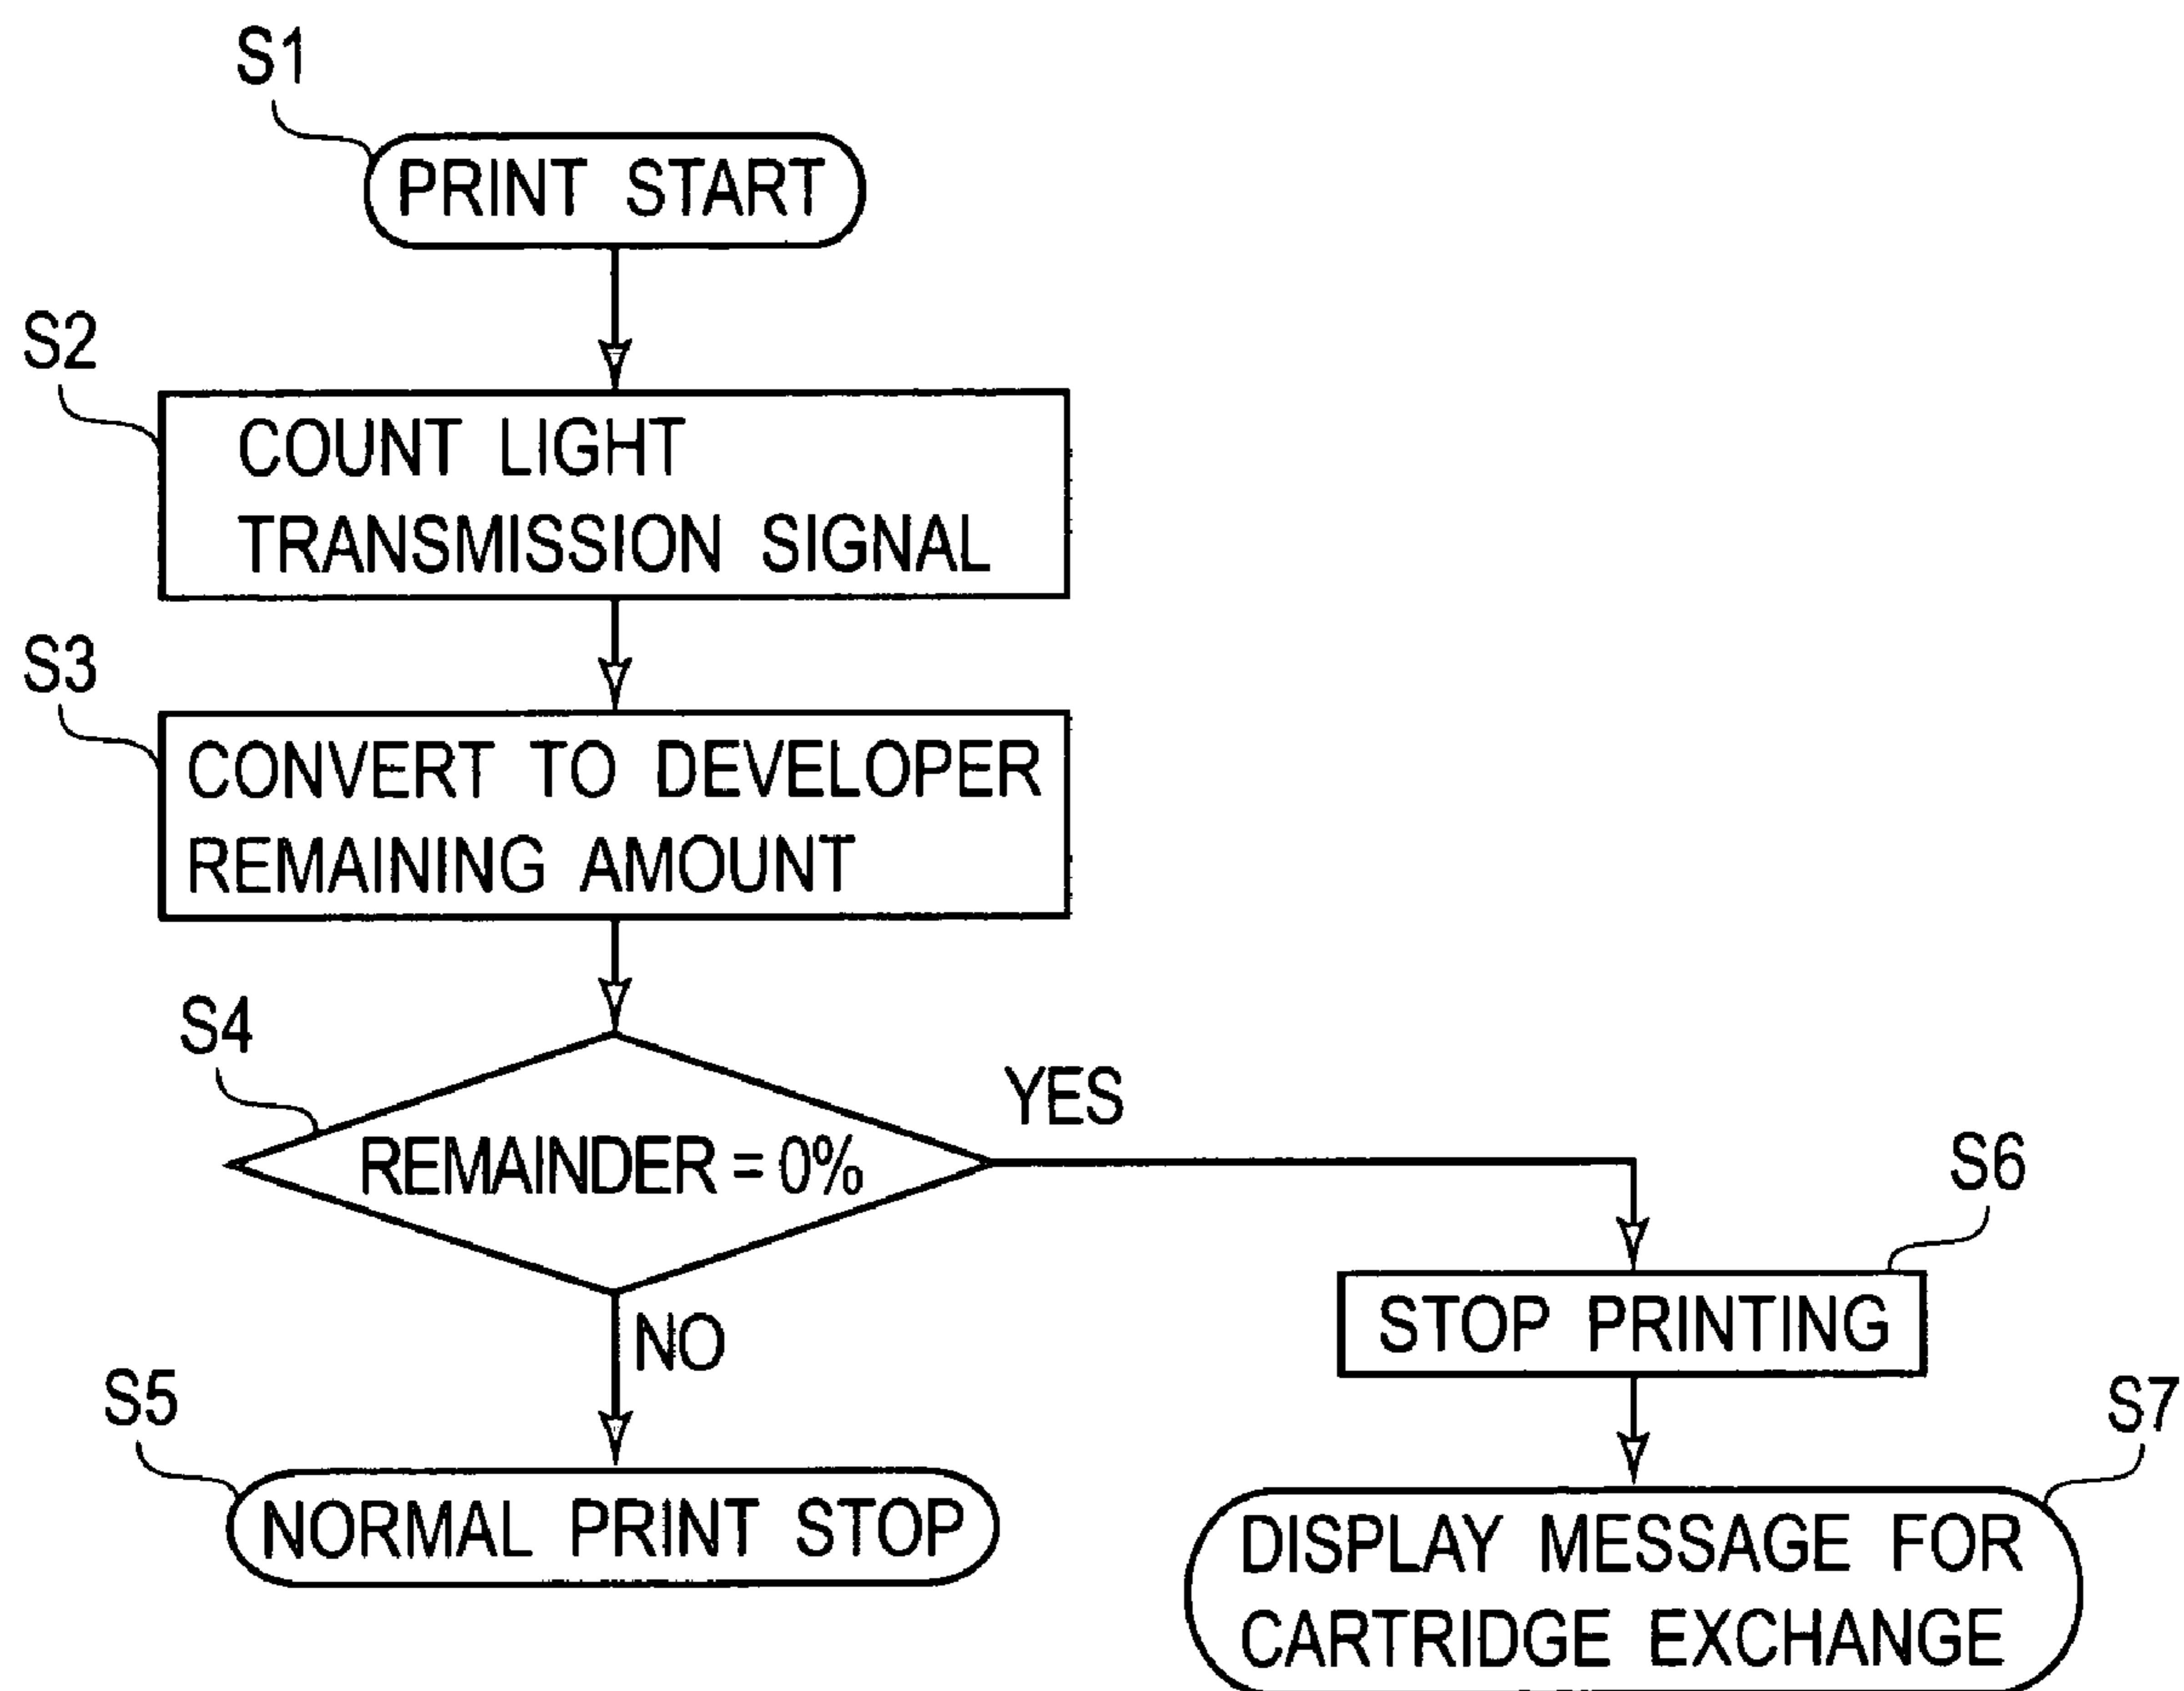 S1
PRINT START
S2
COUNT LIGHT
TRANSMISSION SIGNAL
S3
CONVERT TO DEVELOPER
REMAINING AMOUNT
S4
REMAINDER = 0%
YES
NO
S5
NORMAL PRINT STOP
S6
STOP PRINTING
S7
DISPLAY MESSAGE FOR
CARTRIDGE EXCHANGE